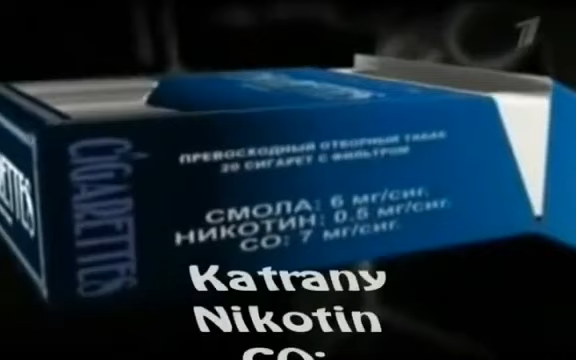 CIGARETTES
ПРЕВОСХОДНЫЙ ОТБОРНЫЙ ТАБАК
20 СИГАРЕТ С ФИЛЬТРОМ
СМОЛА: 6 мг/сиг.
НИКОТИН: 0.5 мг/сиг.
CO: 7 мг/сиг.
Katrany
Nikotin
CO: